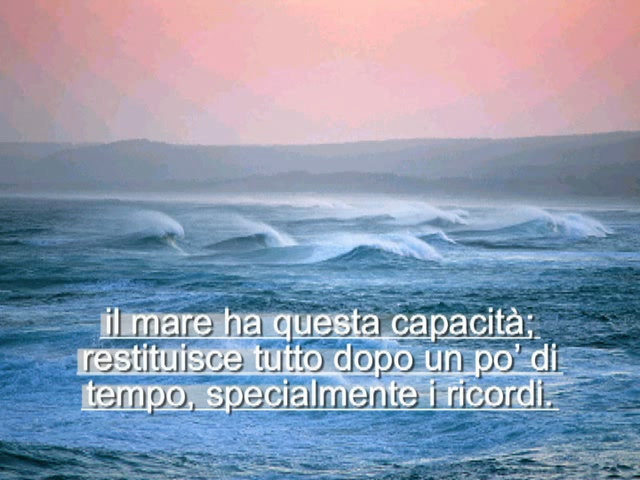 il mare ha questa capacità;
restituisce tutto dopo un po’ di
tempo, specialmente i ricordi.